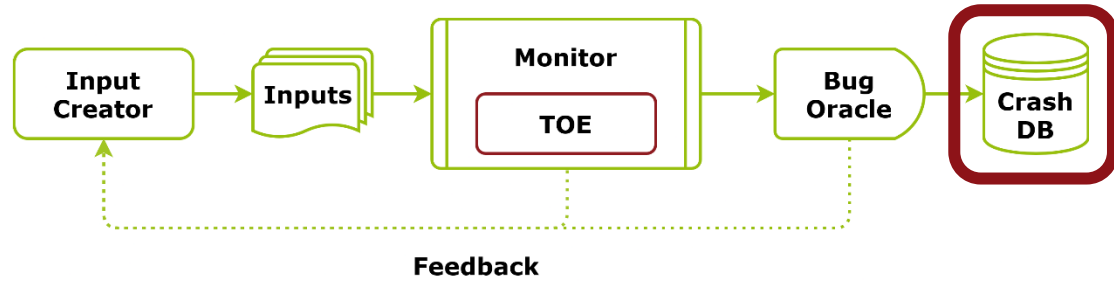 Input
Creator
Inputs
Monitor
TOE
Bug
Oracle
Crash
DB
Feedback